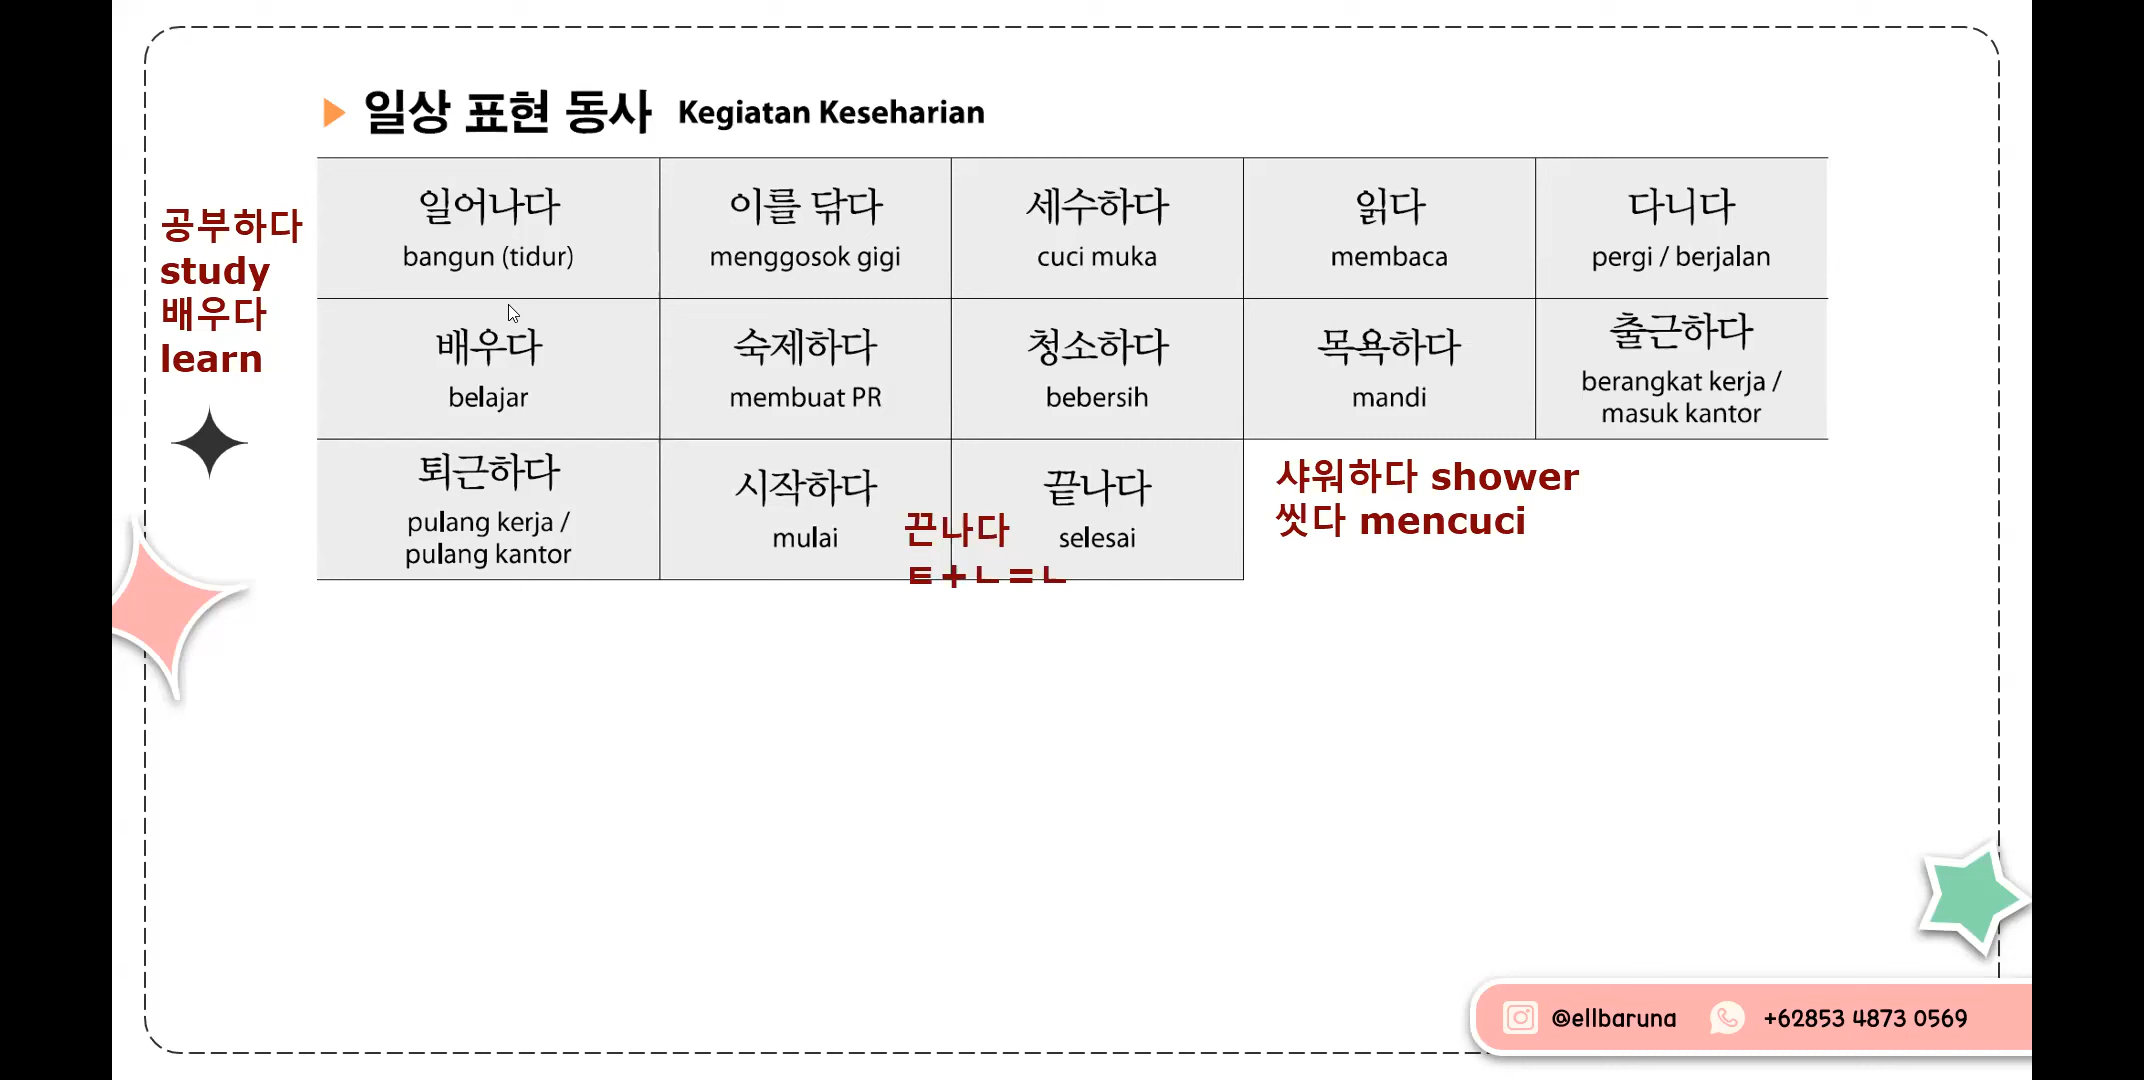 일상 표현 동사 Kegiatan Keseharian
공부하다
study
배우다
learn
일어나다
bangun (tidur)
이를 닦다
menggosok gigi
세수하다
cuci muka
읽다
membaca
다니다
pergi / berjalan
배우다
belajar
숙제하다
membuat PR
청소하다
bebersih
목욕하다
mandi
출근하다
berangkat kerja /
masuk kantor
퇴근하다
pulang kerja /
pulang kantor
시작하다
mulai
끝나다
selesai
끈나다
ㅌ+ㄴ=ㄴ
샤워하다 shower
씻다 mencuci
@ellbaruna +62853 4873 0569